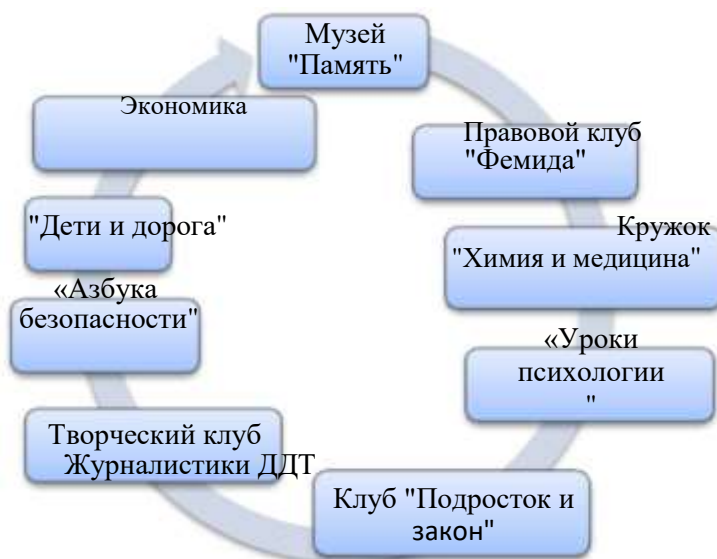 Музей
"Память"
Правовой клуб
"Фемида"
Кружок
"Химия и медицина"
«Уроки
психологии
"
Клуб "Подросток и
закон"
Творческий клуб
Журналистики ДДТ
«Азбука
безопасности"
"Дети и дорога"
Экономика